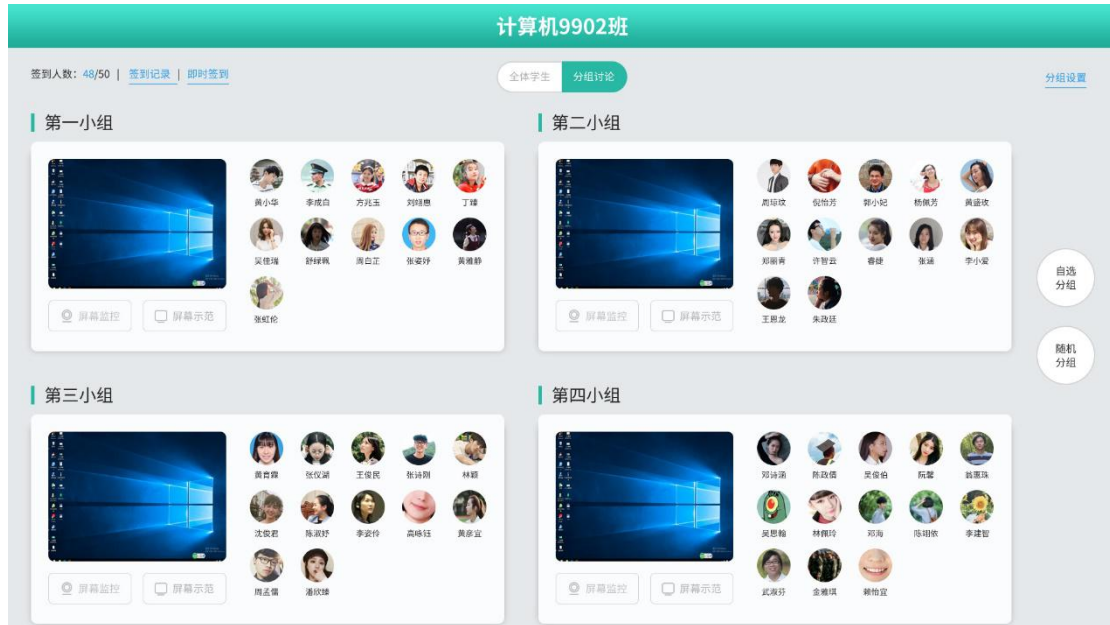 计算机9902班
签到人数：48/50 | 签到记录 | 即时签到
全体学生 分组讨论
分组设置
第一小组
黄小华 李成白 方兆玉 刘翊惠 丁臻
吴佳瑞 舒绿珮 周白芷 张姿妤 黄雅静
张虹伦
屏幕监控 屏幕示范
第二小组
周琼玟 倪怡芳 郭小妃 杨佩芳 黄盛玫
郑丽青 许智云 睿婕 张涵 李小爱
王恩龙 朱政廷
屏幕监控 屏幕示范
自选
分组
随机
分组
第三小组
黄育霖 张仪湖 王俊民 张诗刚 林颖
沈俊君 陈淑妤 李姿伶 高咏钰 黄彦宜
周孟儒 潘欣臻
屏幕监控 屏幕示范
第四小组
邓诗涵 陈政倩 吴俊伯 阮馨 翁惠珠
吴思翰 林佩玲 邓海 陈翊依 李建智
武淑芬 金雅琪 赖怡宜
屏幕监控 屏幕示范